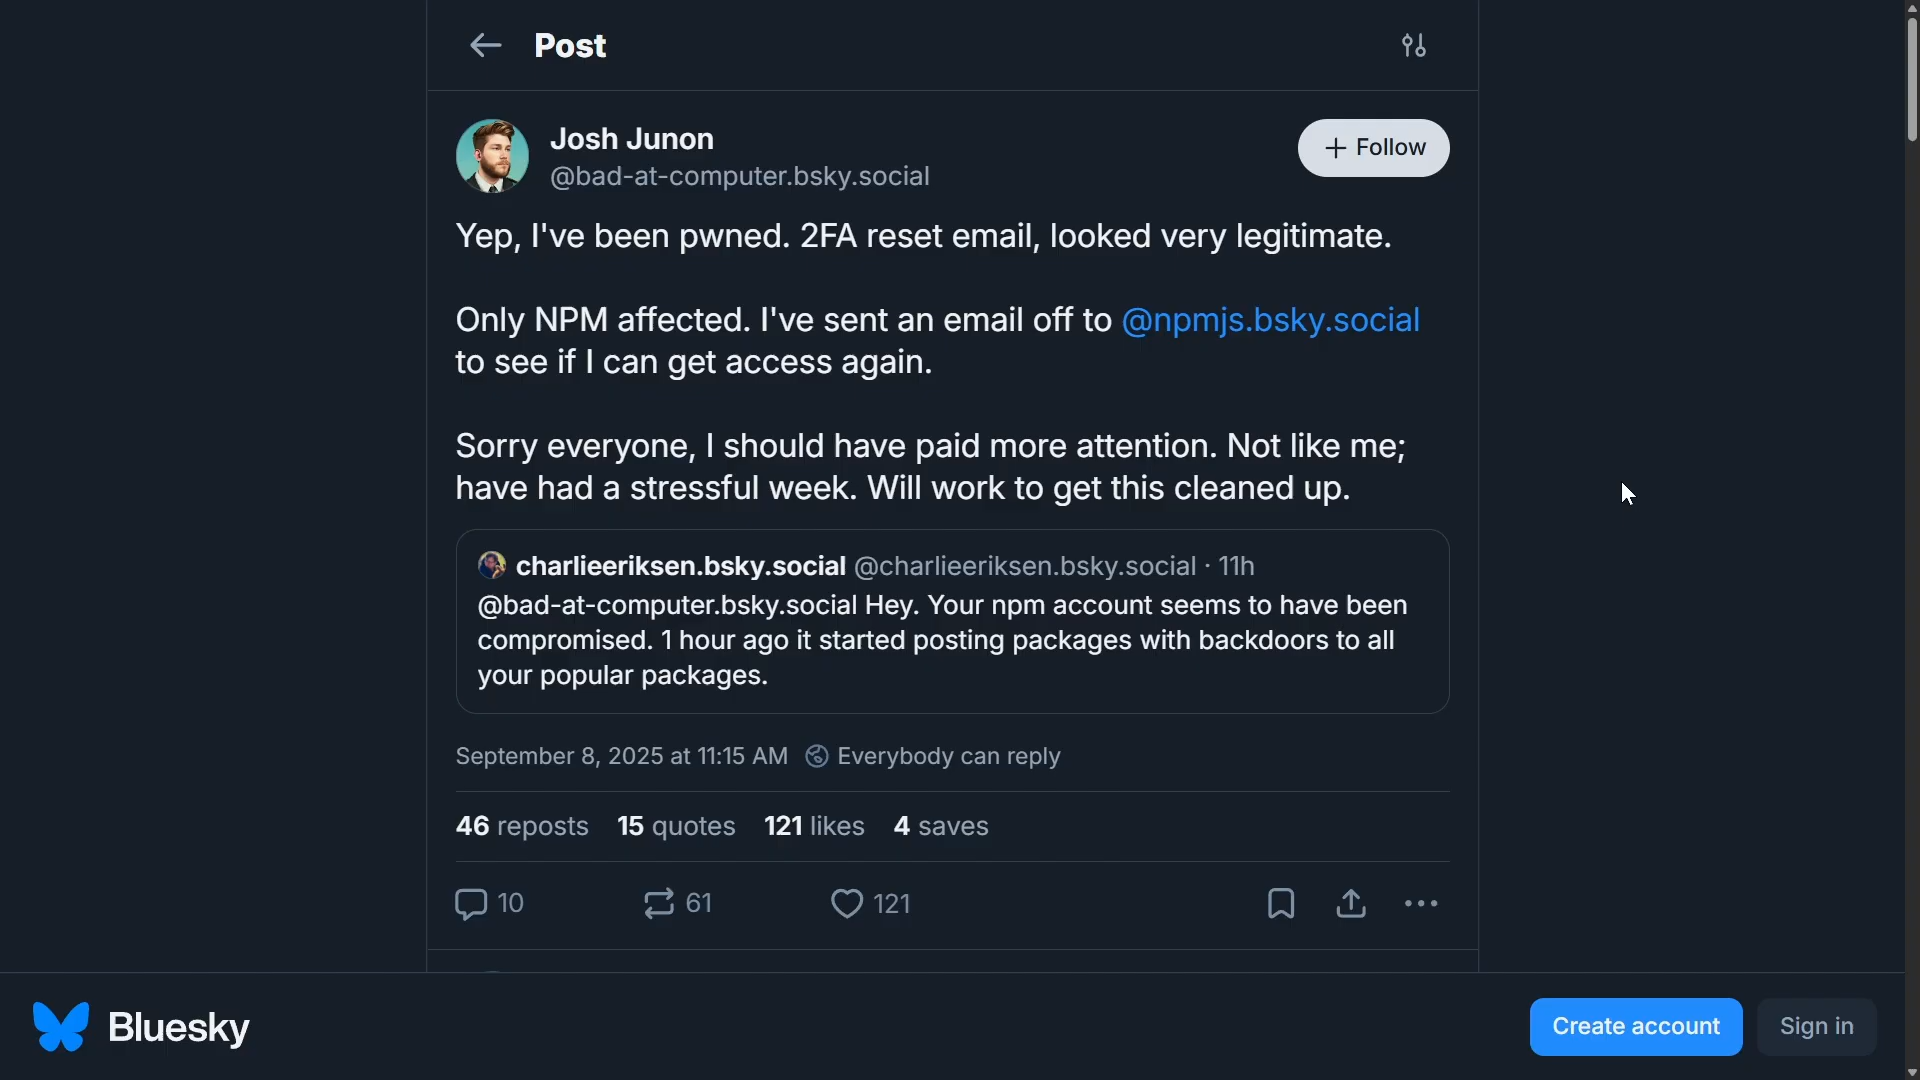 Post
Josh Junon
@bad-at-computer.bsky.social
+ Follow
Yep, I've been pwned. 2FA reset email, looked very legitimate.
Only NPM affected. I've sent an email off to @npmjs.bsky.social
to see if I can get access again.
Sorry everyone, I should have paid more attention. Not like me;
have had a stressful week. Will work to get this cleaned up.
charlieeriksen.bsky.social @charlieeriksen.bsky.social · 11h
@bad-at-computer.bsky.social Hey. Your npm account seems to have been
compromised. 1 hour ago it started posting packages with backdoors to all
your popular packages.
September 8, 2025 at 11:15 AM Everybody can reply
46 reposts 15 quotes 121 likes 4 saves
10 61 121
Bluesky
Create account Sign in